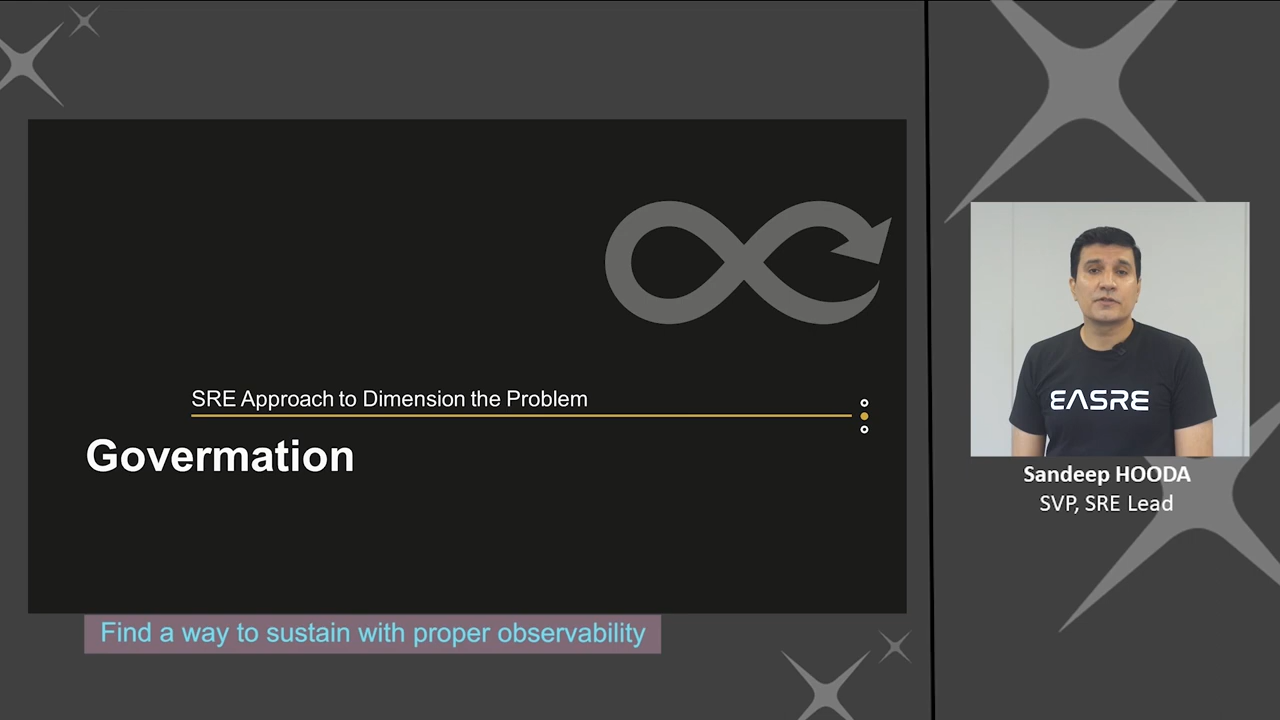 SRE Approach to Dimension the Problem
Govermation
Find a way to sustain with proper observability
EASRE
Sandeep HOODA
SVP, SRE Lead